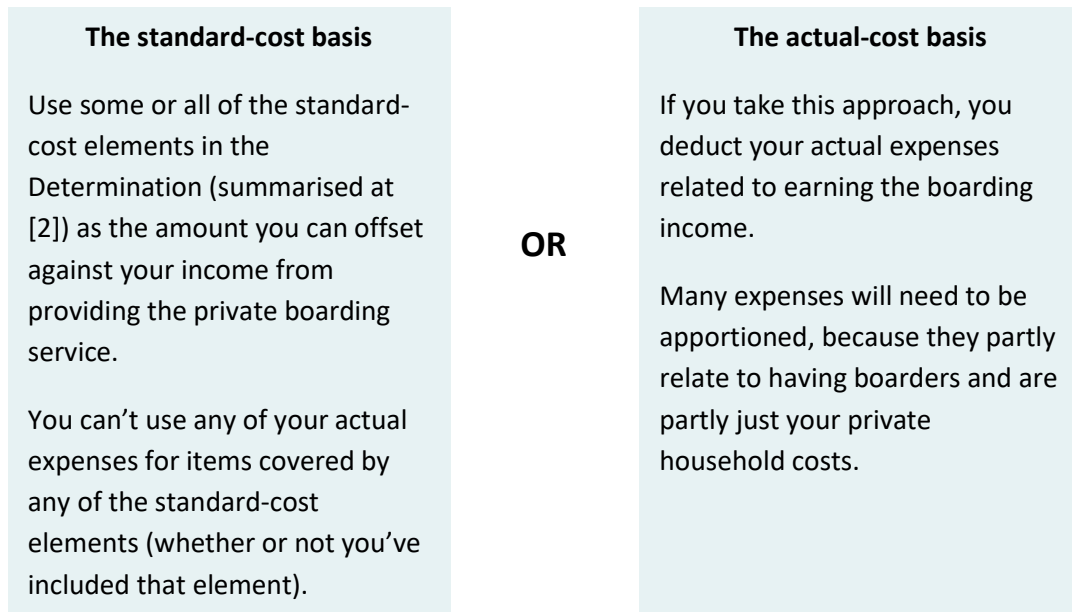 The standard-cost basis
Use some or all of the standard-
cost elements in the
Determination (summarised at
[2]) as the amount you can offset
against your income from
providing the private boarding
service.
You can’t use any of your actual
expenses for items covered by
any of the standard-cost
elements (whether or not you’ve
included that element).
OR
The actual-cost basis
If you take this approach, you
deduct your actual expenses
related to earning the boarding
income.
Many expenses will need to be
apportioned, because they partly
relate to having boarders and are
partly just your private
household costs.